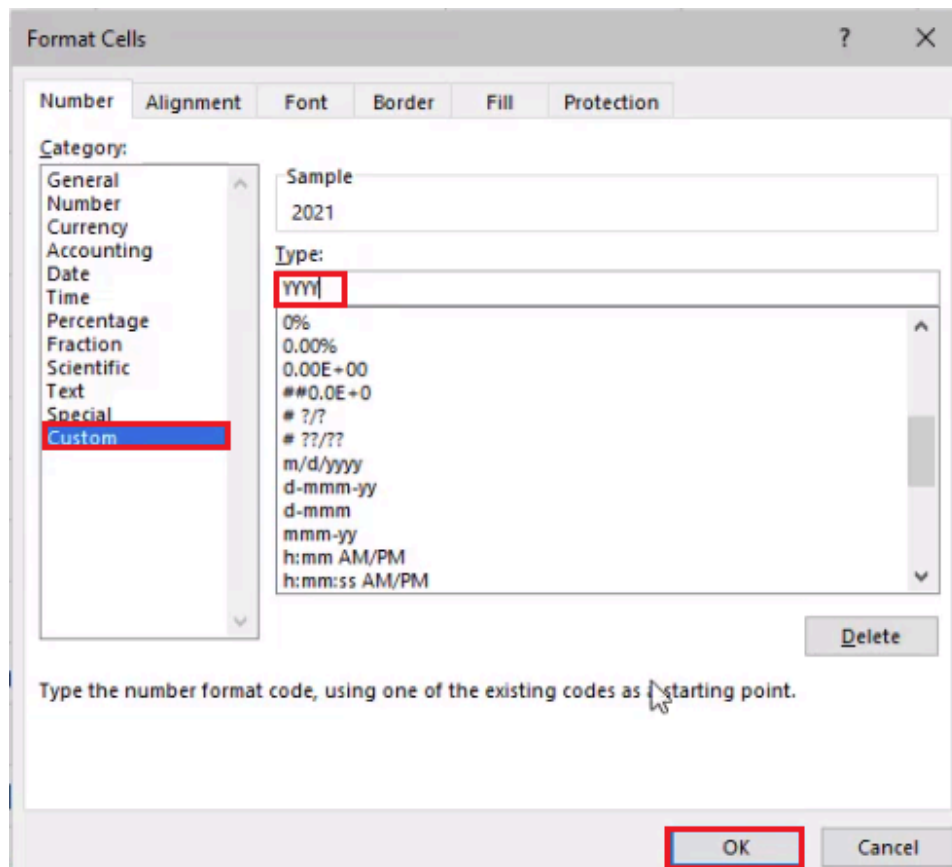 Format Cells
Number Alignment Font Border Fill Protection
Category:
General
Number
Currency
Accounting
Date
Time
Percentage
Fraction
Scientific
Text
Special
Custom
Sample
2021
Type:
YYYY
0%
0.00%
0.00E+00
##0.0E+0
# ?/?
# ??/??
m/d/yyyy
d-mmm-yy
d-mmm
mmm-yy
h:mm AM/PM
h:mm:ss AM/PM
Delete
Type the number format code, using one of the existing codes as a starting point.
OK Cancel